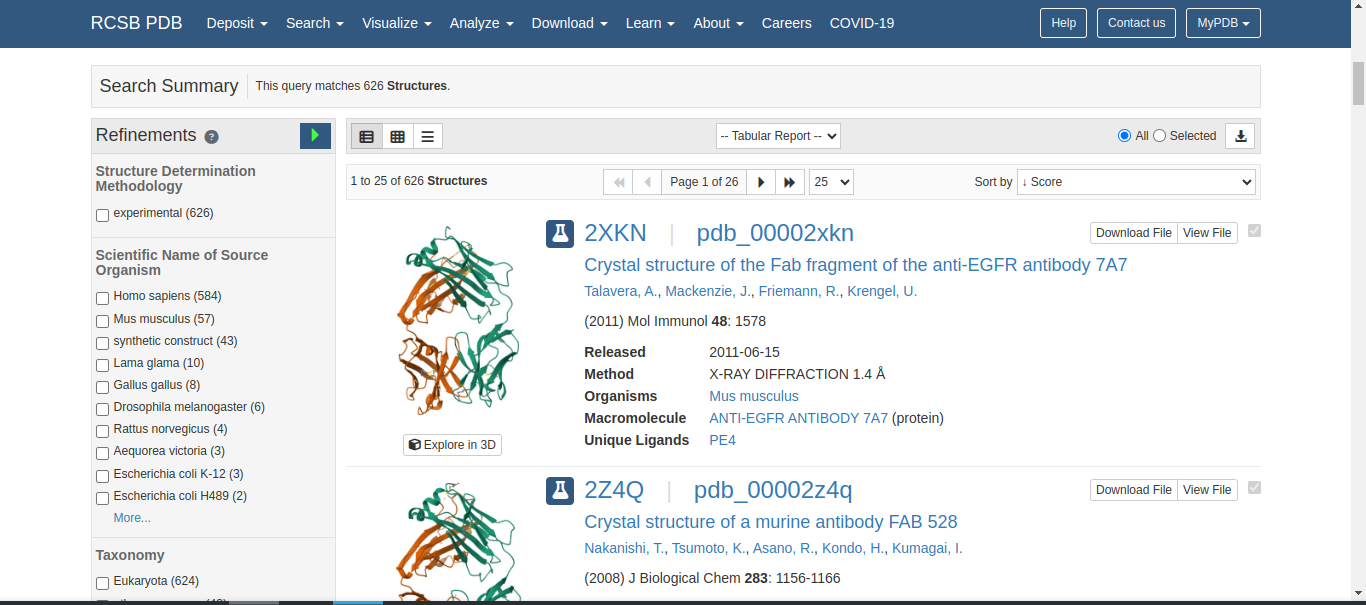 RCSB PDB Deposit Search Visualize Analyze Download Learn About Careers COVID-19 Help Contact us MyPDB
Search Summary This query matches 626 Structures.
Refinements ?
-- Tabular Report -- All Selected
Structure Determination
Methodology
experimental (626)
Scientific Name of Source
Organism
Homo sapiens (584)
Mus musculus (57)
synthetic construct (43)
Lama glama (10)
Gallus gallus (8)
Drosophila melanogaster (6)
Rattus norvegicus (4)
Aequorea victoria (3)
Escherichia coli K-12 (3)
Escherichia coli H489 (2)
More...
Taxonomy
Eukaryota (624)
1 to 25 of 626 Structures Page 1 of 26 25 Sort by ↓ Score
2XKN | pdb_00002xkn Download File View File
Crystal structure of the Fab fragment of the anti-EGFR antibody 7A7
Talavera, A., Mackenzie, J., Friemann, R., Krengel, U.
(2011) Mol Immunol 48: 1578
Released 2011-06-15
Method X-RAY DIFFRACTION 1.4 Å
Organisms Mus musculus
Macromolecule ANTI-EGFR ANTIBODY 7A7 (protein)
Unique Ligands PE4
Explore in 3D
2Z4Q | pdb_00002z4q Download File View File
Crystal structure of a murine antibody FAB 528
Nakanishi, T., Tsumoto, K., Asano, R., Kondo, H., Kumagai, I.
(2008) J Biological Chem 283: 1156-1166